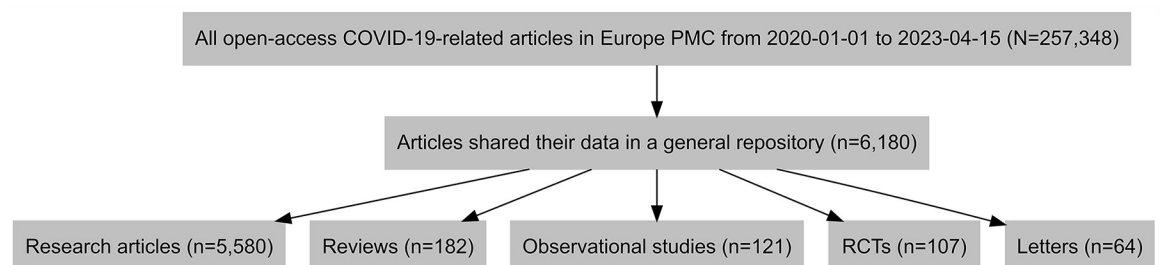 All open-access COVID-19-related articles in Europe PMC from 2020-01-01 to 2023-04-15 (N=257,348)
Articles shared their data in a general repository (n=6,180)
Research articles (n=5,580)
Reviews (n=182)
Observational studies (n=121)
RCTs (n=107)
Letters (n=64)